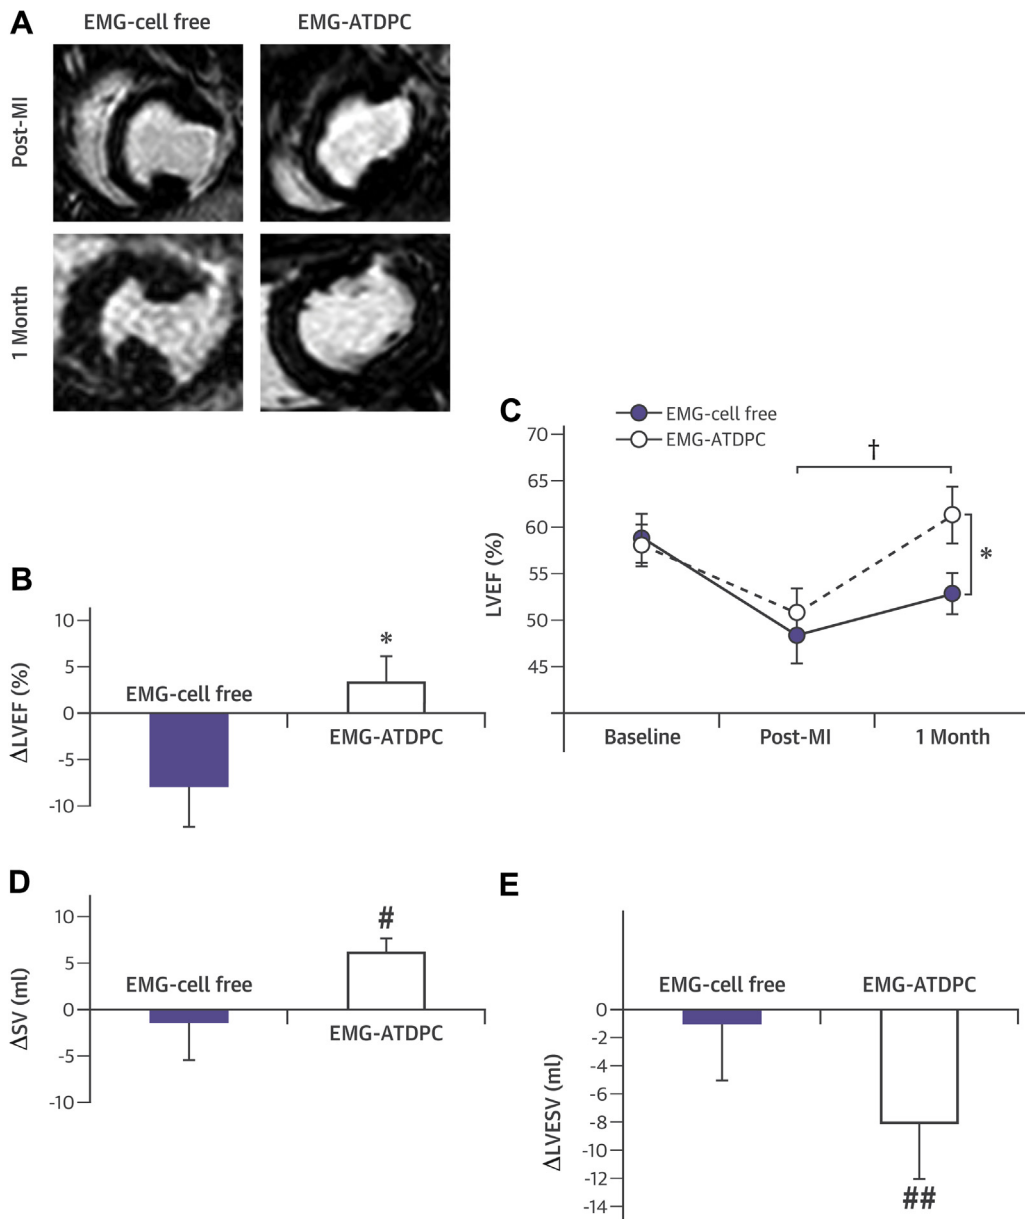 A
EMG-cell free
EMG-ATDPC
Post-MI
1 Month
C
EMG-cell free
EMG-ATDPC
†
*
LVEF (%)
70
65
60
55
50
45
Baseline
Post-MI
1 Month
B
ΔLVEF (%)
10
5
0
-5
-10
EMG-cell free
*
EMG-ATDPC
D
ΔSV (ml)
10
5
0
-5
-10
EMG-cell free
#
EMG-ATDPC
E
EMG-cell free
EMG-ATDPC
ΔLVESV (ml)
0
-2
-4
-6
-8
-10
-12
-14
##